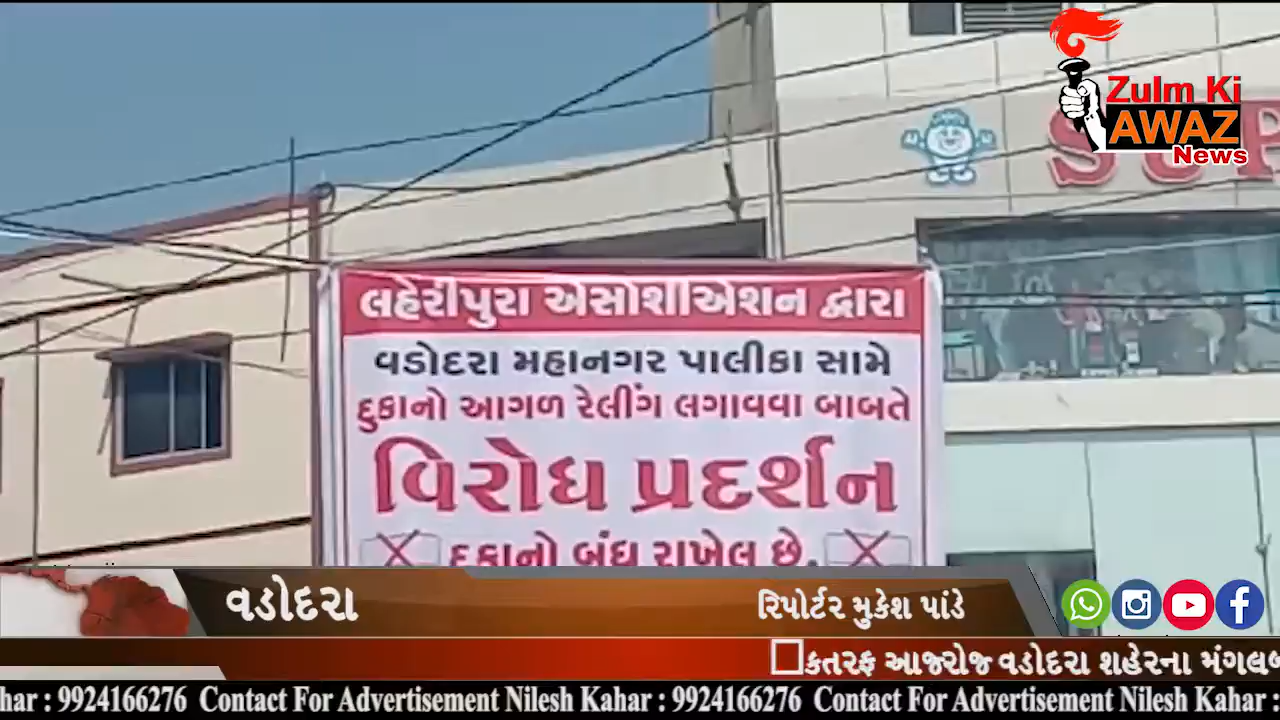 Zulm Ki
AWAZ
News
લહેરીપુરા એસોશીએશન દ્વારા
વડોદરા મહાનગર પાલીકા સામે
દુકાનો આગળ રેલીંગ લગાવવા બાબતે
વિરોધ પ્રદર્શન
દુકાનો બંધ રાખેલ છે.
વડોદરા
રિપોર્ટર મુકેશ પાંડે
કતરફ આજરોજ વડોદરા શહેરના
har : 9924166276 Contact For Advertisement Nilesh Kahar : 9924166276 Contact For Advertisement Nilesh Kahar :